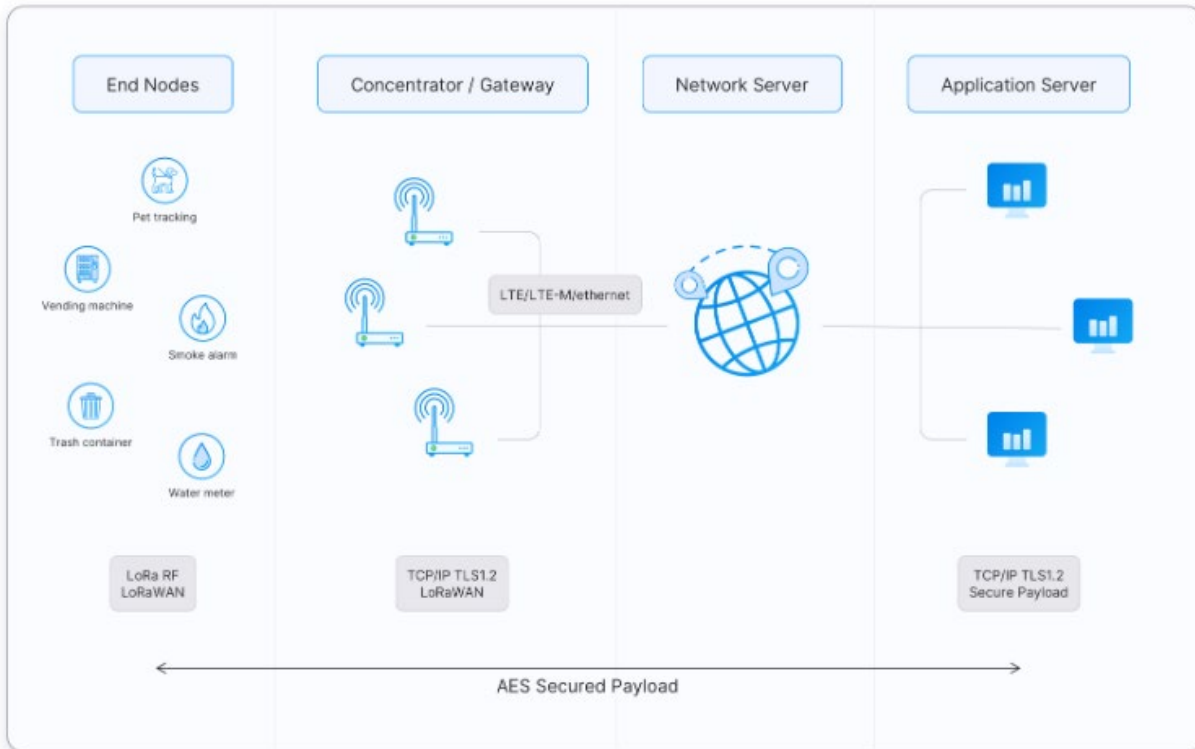 End Nodes
Concentrator / Gateway
Network Server
Application Server
Pet tracking
Vending machine
Smoke alarm
Trash container
Water meter
LTE/LTE-M/ethernet
LoRa RF
LoRaWAN
TCP/IP TLS1.2
LoRaWAN
TCP/IP TLS1.2
Secure Payload
AES Secured Payload